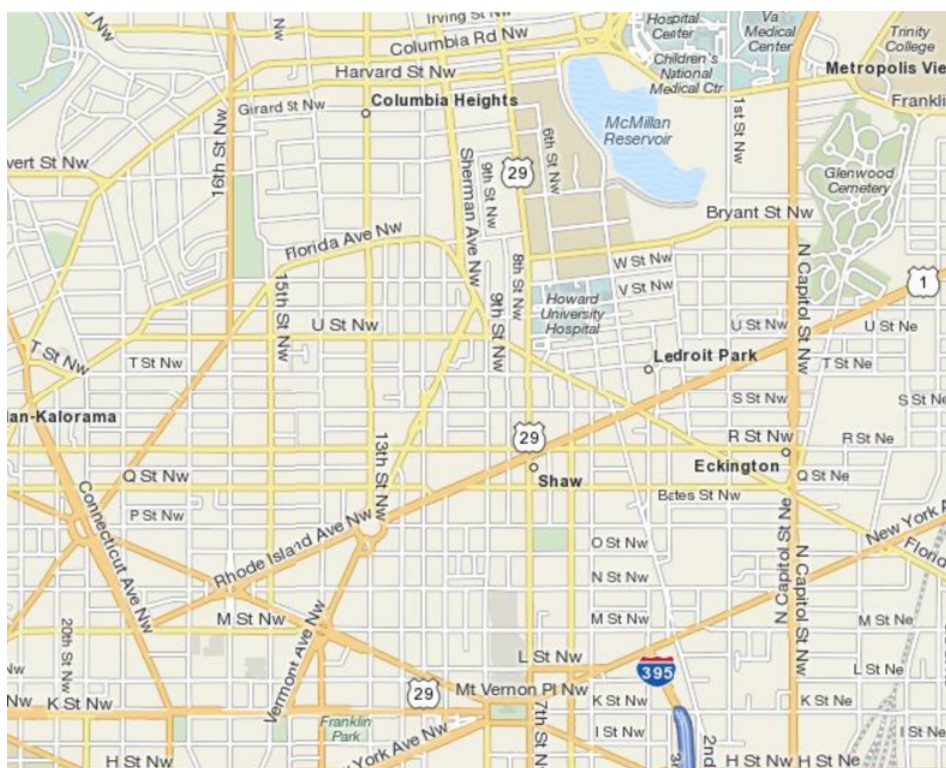 Irving St Nw
Columbia Rd Nw
Harvard St Nw
Girard St Nw
Columbia Heights
Hospital
Center
Va
Medical
Center
Trinity
College
Children's
National
Medical Ctr
Metropolis Vie
Franklin
McMillan
Reservoir
1st St Nw
6th St Nw
29
vert St Nw
16th St Nw
Sherman Ave Nw
9th St Nw
Glenwood
Cemetery
Bryant St Nw
Florida Ave Nw
8th St Nw
W St Nw
V St Nw
N Capitol St Nw
1
15th St Nw
9th St Nw
Howard
University
Hospital
U St Nw
U St Nw
U St Ne
T St Nw
T St Nw
Ledroit Park
T St Ne
S St Nw
S St Ne
lan-Kalorama
29
R St Nw
R St Ne
13th St Nw
Shaw
Eckington
Q St Nw
Q St Ne
Connecticut Ave Nw
Bates St Nw
P St Nw
Rhode Island Ave Nw
O St Nw
New York A
Florid
N St Nw
N Capitol St Ne
N Capitol St Nw
M St Nw
M St Nw
M St Ne
20th St Nw
Vermont Ave Nw
L St Nw
L St Ne
395
Nw
29
Mt Vernon Pl Nw
Nw
K St Nw
K St Nw
K St Ne
Franklin
Park
7th St Nw
I St Nw
I St Ne
2nd
H St Nw
York Ave Nw
H St Nw
H St Ne